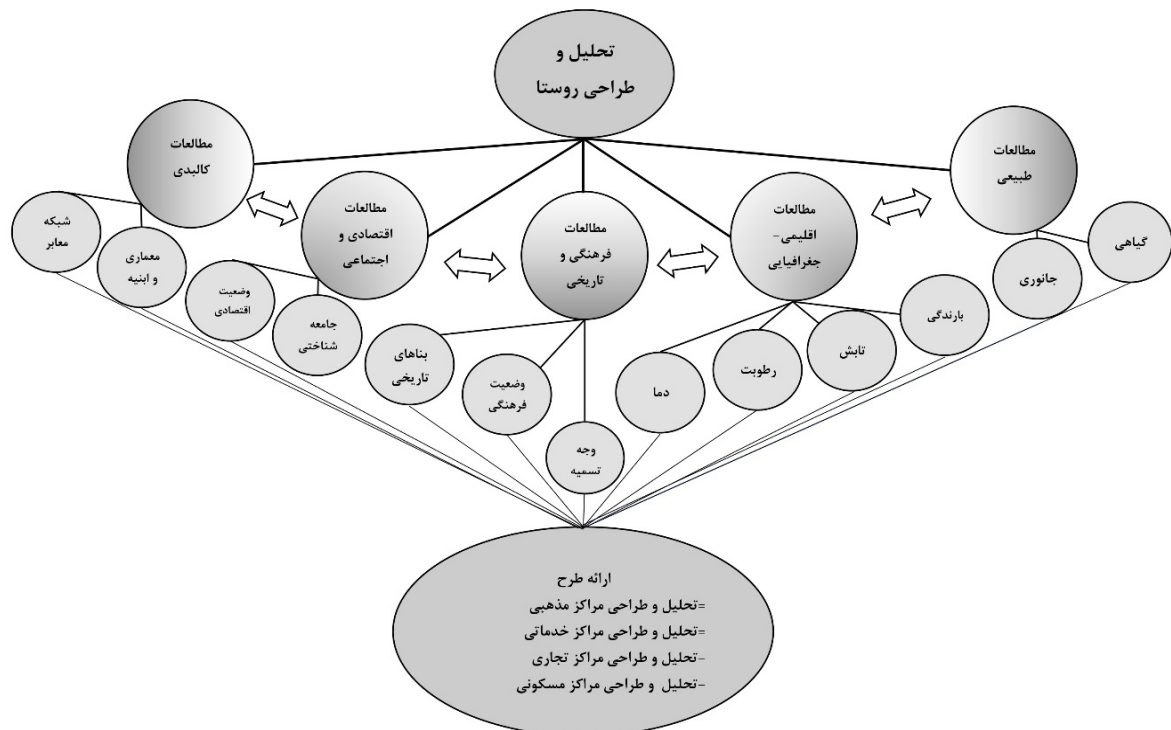 تحلیل و
طراحی روستا
مطالعات
طبیعی
مطالعات
اقلیمی-
جغرافیایی
مطالعات
فرهنگی و
تاریخی
مطالعات
اقتصادی و
اجتماعی
مطالعات
کالبدی
گیاهی
جانوری
بارندگی
تابش
رطوبت
دما
وجه
تسمیه
وضعیت
فرهنگی
بناهای
تاریخی
جامعه
شناختی
وضعیت
اقتصادی
معماری
و ابنیه
شبکه
معابر
ارائه طرح
=تحلیل و طراحی مراکز مذهبی
=تحلیل و طراحی مراکز خدماتی
-تحلیل و طراحی مراکز تجاری
-تحلیل و طراحی مراکز مسکونی